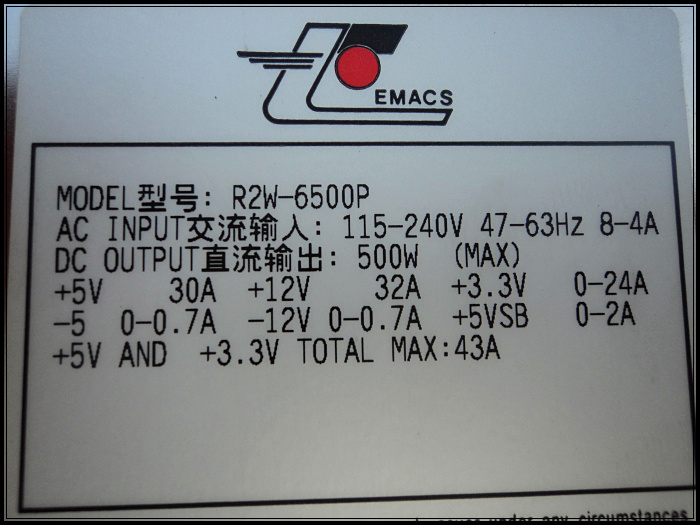 EMACS
MODEL型号: R2W-6500P
AC INPUT交流输入: 115-240V 47-63Hz 8-4A
DC OUTPUT直流输出: 500W (MAX)
+5V 30A +12V 32A +3.3V 0-24A
-5 0-0.7A -12V 0-0.7A +5VSB 0-2A
+5V AND +3.3V TOTAL MAX:43A
under any circumstances